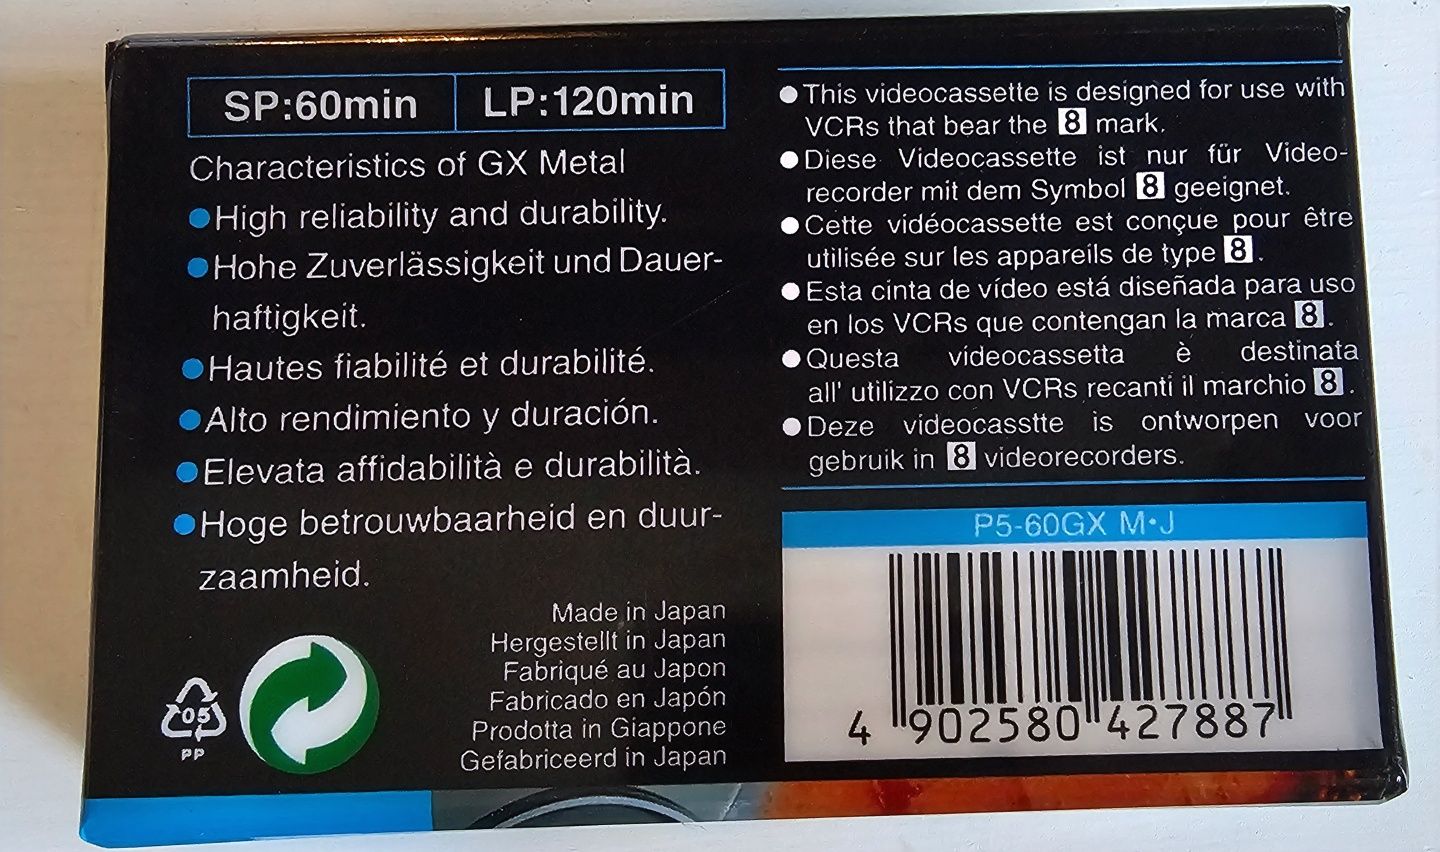 SP:60min LP:120min
Characteristics of GX Metal
●High reliability and durability.
●Hohe Zuverlässigkeit und Dauer-
haftigkeit.
●Hautes fiabilité et durabilité.
●Alto rendimiento y duración.
●Elevata affidabilità e durabilità.
●Hoge betrouwbaarheid en duur-
zaamheid.
Made in Japan
Hergestellt in Japan
Fabriqué au Japon
Fabricado en Japón
Prodotta in Giappone
Gefabriceerd in Japan
05
PP
●This videocassette is designed for use with
VCRs that bear the 8 mark.
●Diese Videocassette ist nur für Video-
recorder mit dem Symbol 8 geeignet.
●Cette vidéocassette est conçue pour être
utilisée sur les appareils de type 8.
●Esta cinta de vídeo está diseñada para uso
en los VCRs que contengan la marca 8.
●Questa videocassetta è destinata
all' utilizzo con VCRs recanti il marchio 8.
●Deze videocasstte is ontworpen voor
gebruik in 8 videorecorders.
P5-60GX M·J
4 902580 427887